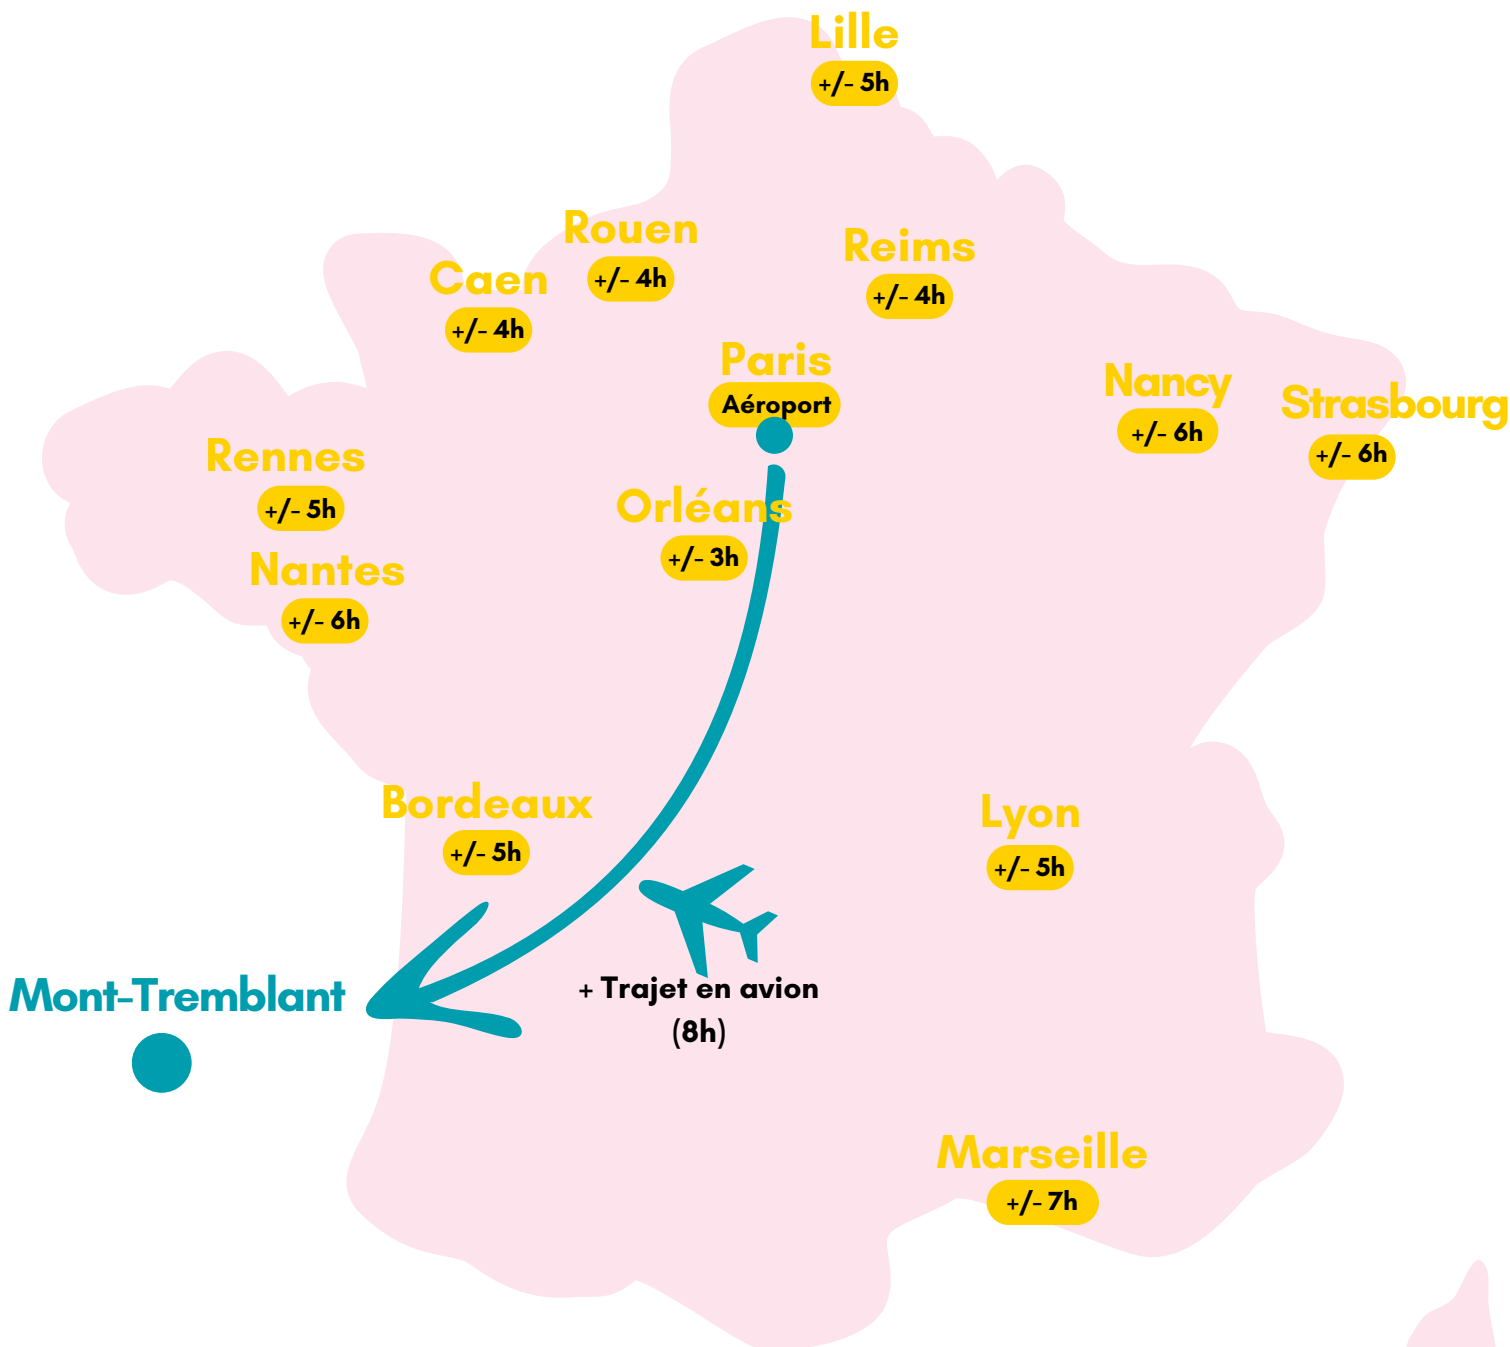 Lille
+/- 5h
Rouen
+/- 4h
Reims
+/- 4h
Caen
+/- 4h
Paris
Aéroport
Nancy
+/- 6h
Strasbourg
+/- 6h
Rennes
+/- 5h
Orléans
+/- 3h
Nantes
+/- 6h
Bordeaux
+/- 5h
Lyon
+/- 5h
Mont-Tremblant
+ Trajet en avion
(8h)
Marseille
+/- 7h